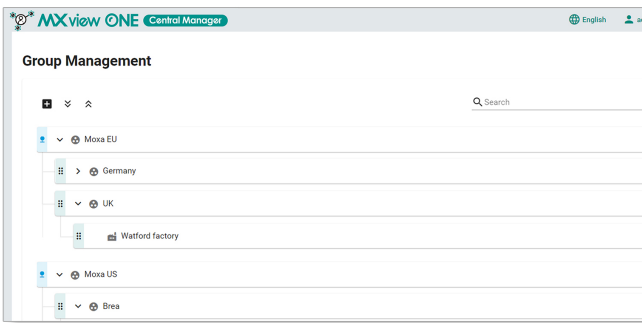 MXview ONE Central Manager
English
Group Management
Search
Moxa EU
Germany
UK
Watford factory
Moxa US
Brea